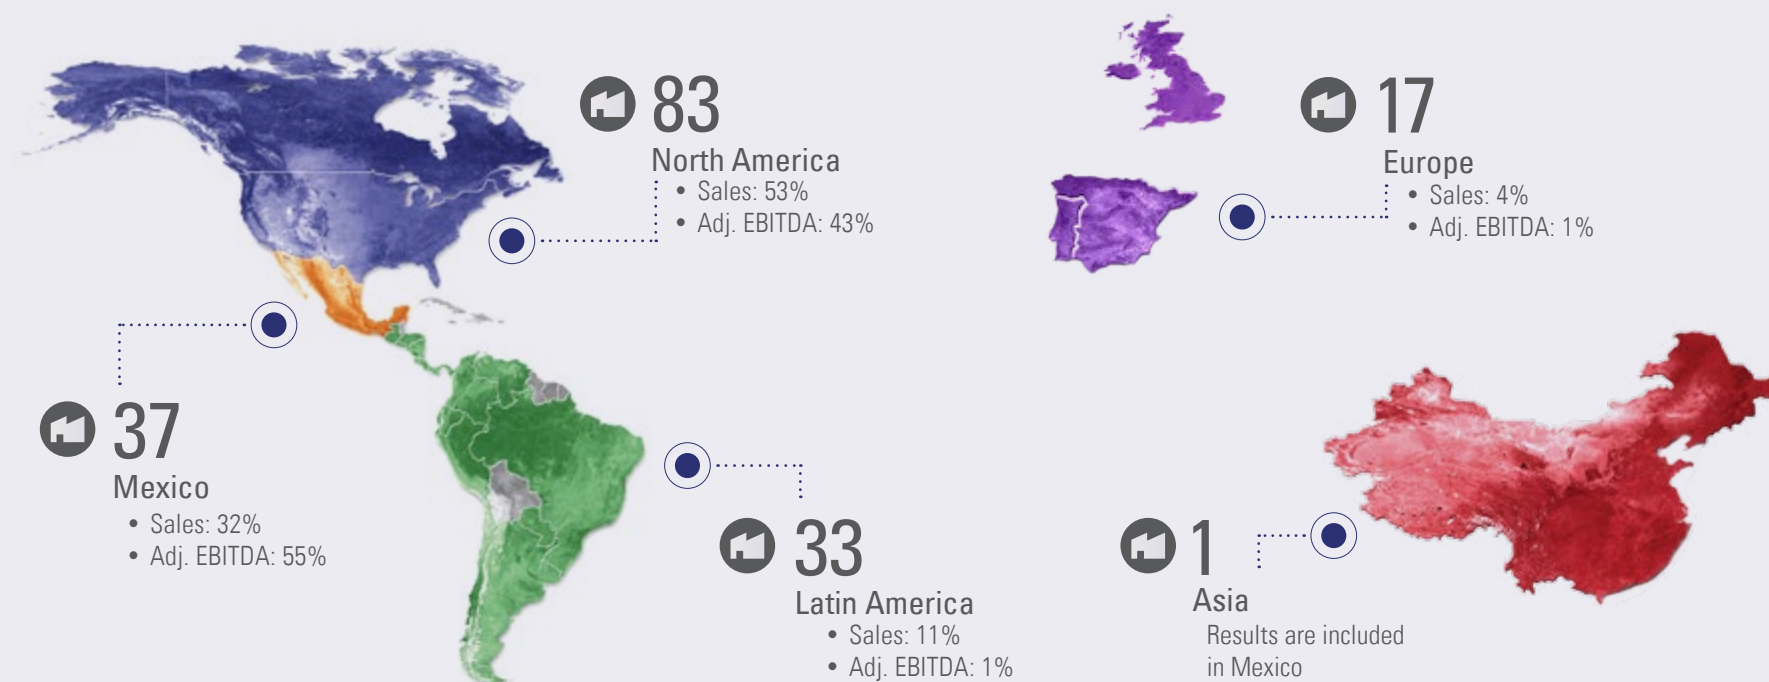 83
North America
• Sales: 53%
• Adj. EBITDA: 43%
17
Europe
• Sales: 4%
• Adj. EBITDA: 1%
37
Mexico
• Sales: 32%
• Adj. EBITDA: 55%
33
Latin America
• Sales: 11%
• Adj. EBITDA: 1%
1
Asia
Results are included
in Mexico